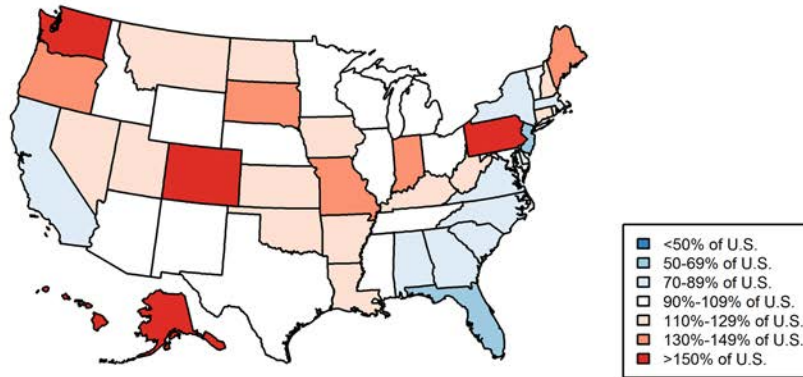 <50% of U.S.
50-69% of U.S.
70-89% of U.S.
90%-109% of U.S.
110%-129% of U.S.
130%-149% of U.S.
>150% of U.S.